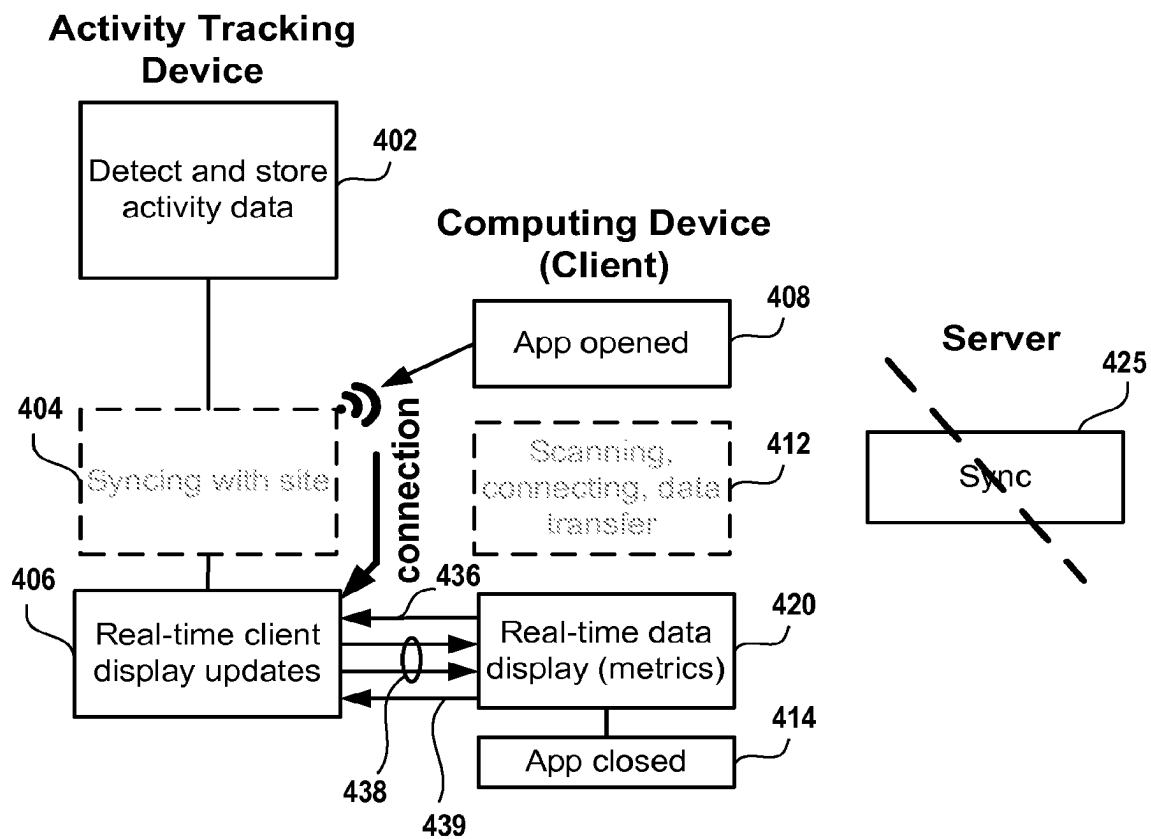 Activity Tracking
Device
402
Detect and store
activity data
Computing Device
(Client)
408
App opened
Server
425
Sync
404
Syncing with site
connection
Scanning,
connecting, data
transfer
412
406
Real-time client
display updates
436
438
439
Real-time data
display (metrics)
420
App closed
414